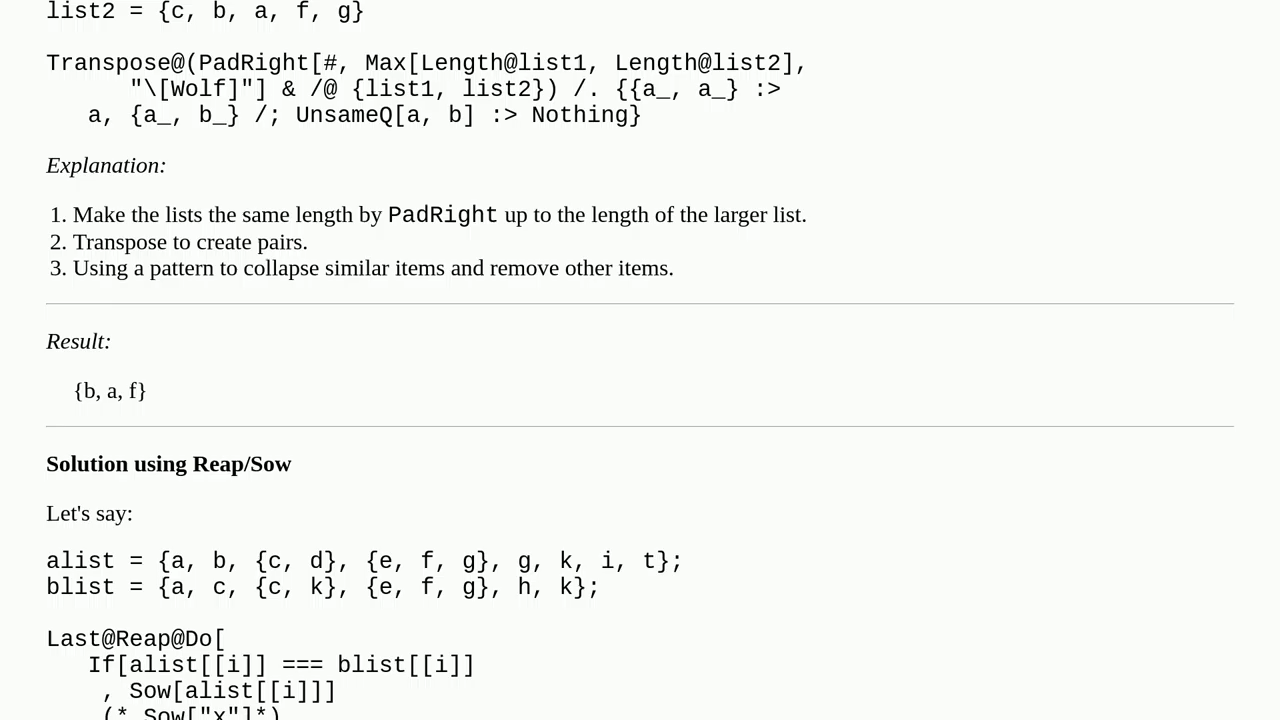 list2 = {c, b, a, f, g}
Transpose@(PadRight[#, Max[Length@list1, Length@list2],
"\[Wolf]"] & /@ {list1, list2}) /. {{a_, a_} :>
a, {a_, b_} /; UnsameQ[a, b] :> Nothing}
Explanation:
1. Make the lists the same length by PadRight up to the length of the larger list.
2. Transpose to create pairs.
3. Using a pattern to collapse similar items and remove other items.
Result:
{b, a, f}
Solution using Reap/Sow
Let's say:
alist = {a, b, {c, d}, {e, f, g}, g, k, i, t};
blist = {a, c, {c, k}, {e, f, g}, h, k};
Last@Reap@Do[
If[alist[[i]] === blist[[i]]
, Sow[alist[[i]]]
(* Sow["x"]*)